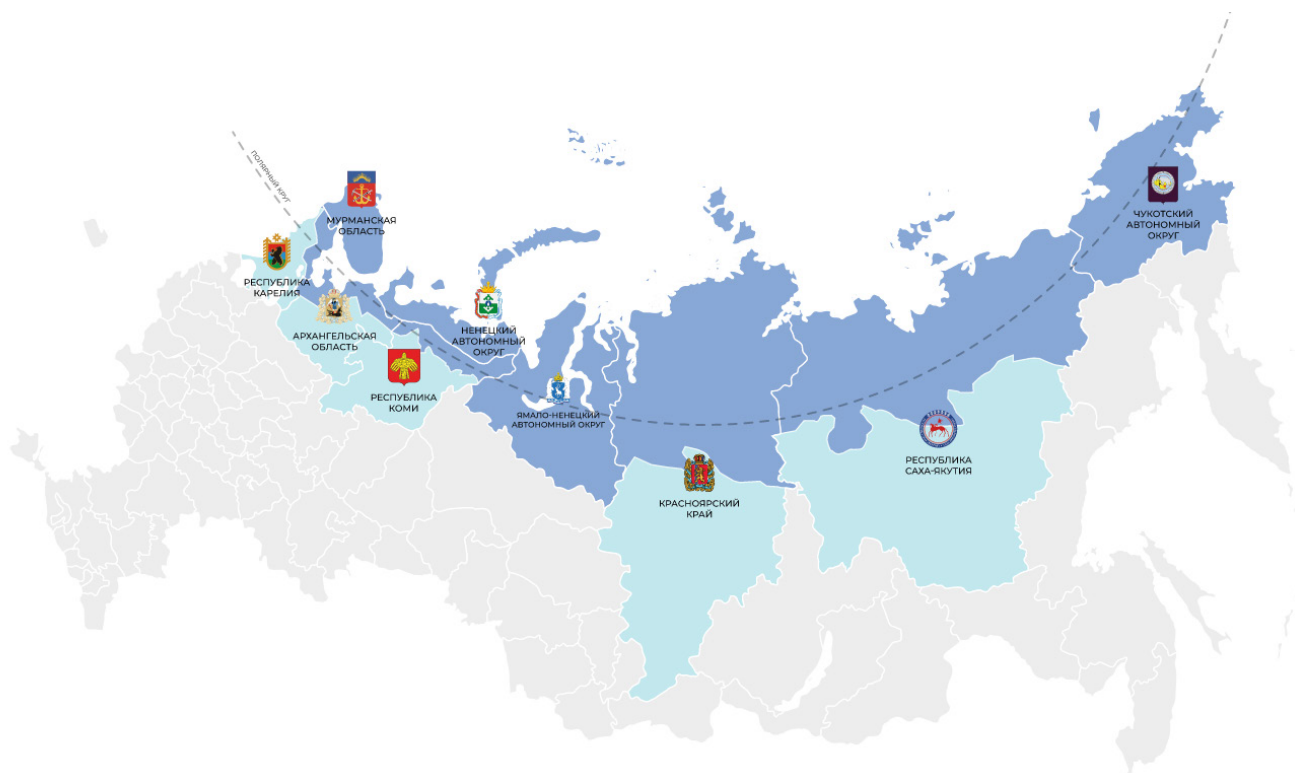 ПОЛЯРНЫЙ КРУГ
МУРМАНСКАЯ
ОБЛАСТЬ
ЧУКОТСКИЙ
АВТОНОМНЫЙ
ОКРУГ
РЕСПУБЛИКА
КАРЕЛИЯ
АРХАНГЕЛЬСКАЯ
ОБЛАСТЬ
НЕНЕЦКИЙ
АВТОНОМНЫЙ
ОКРУГ
РЕСПУБЛИКА
КОМИ
ЯМАЛО-НЕНЕЦКИЙ
АВТОНОМНЫЙ ОКРУГ
РЕСПУБЛИКА
САХА-ЯКУТИЯ
КРАСНОЯРСКИЙ
КРАЙ